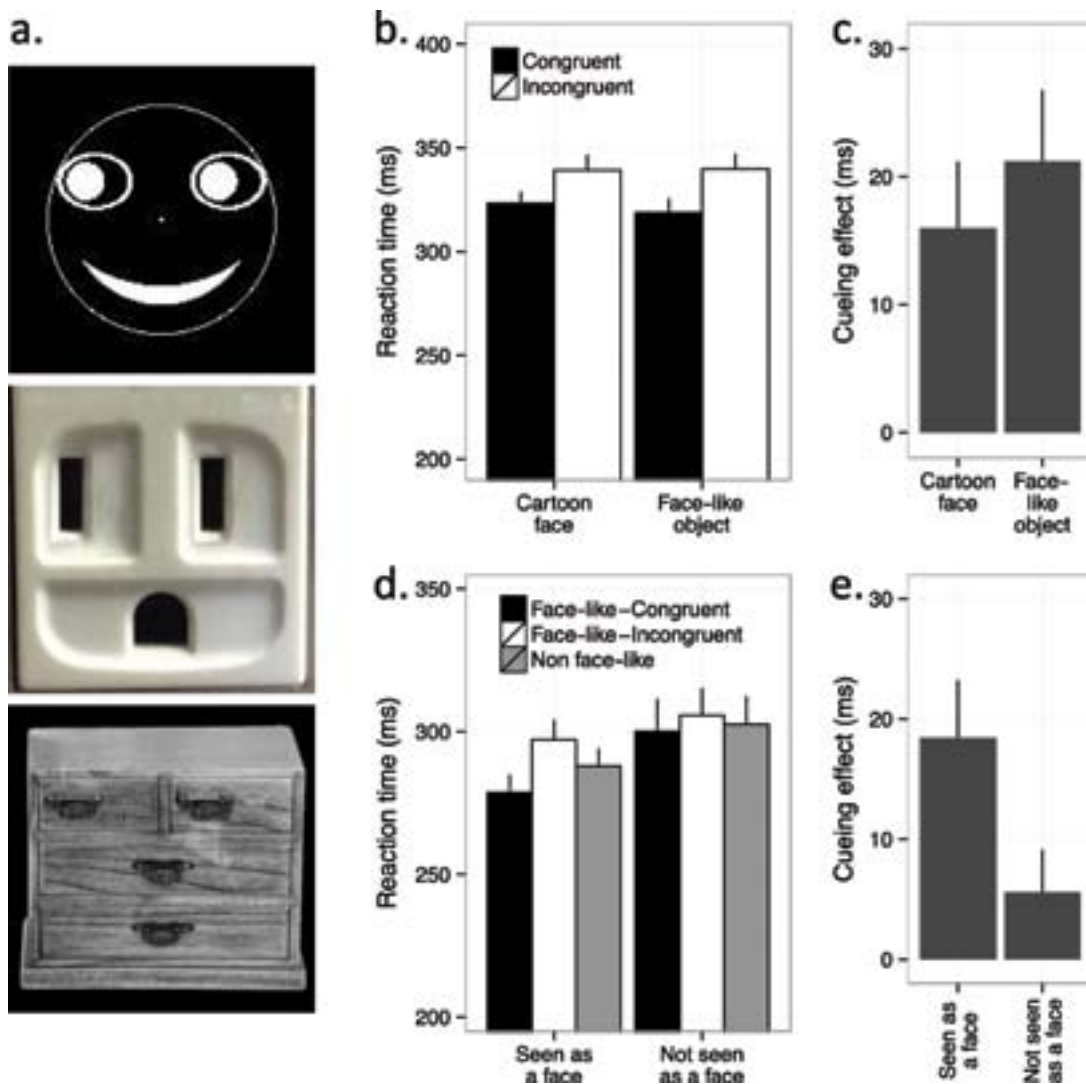 a.
b.
400
350
300
250
200
Reaction time (ms)
Congruent
Incongruent
Cartoon
face
Face-like
object
c.
30
20
10
0
Cueing effect (ms)
Cartoon
face
Face-
like
object
d.
350
300
250
200
Reaction time (ms)
Face-like-Congruent
Face-like-Incongruent
Non face-like
Seen as
a face
Not seen
as a face
e.
30
20
10
0
Cueing effect (ms)
Seen as
a face
Not seen
as a face